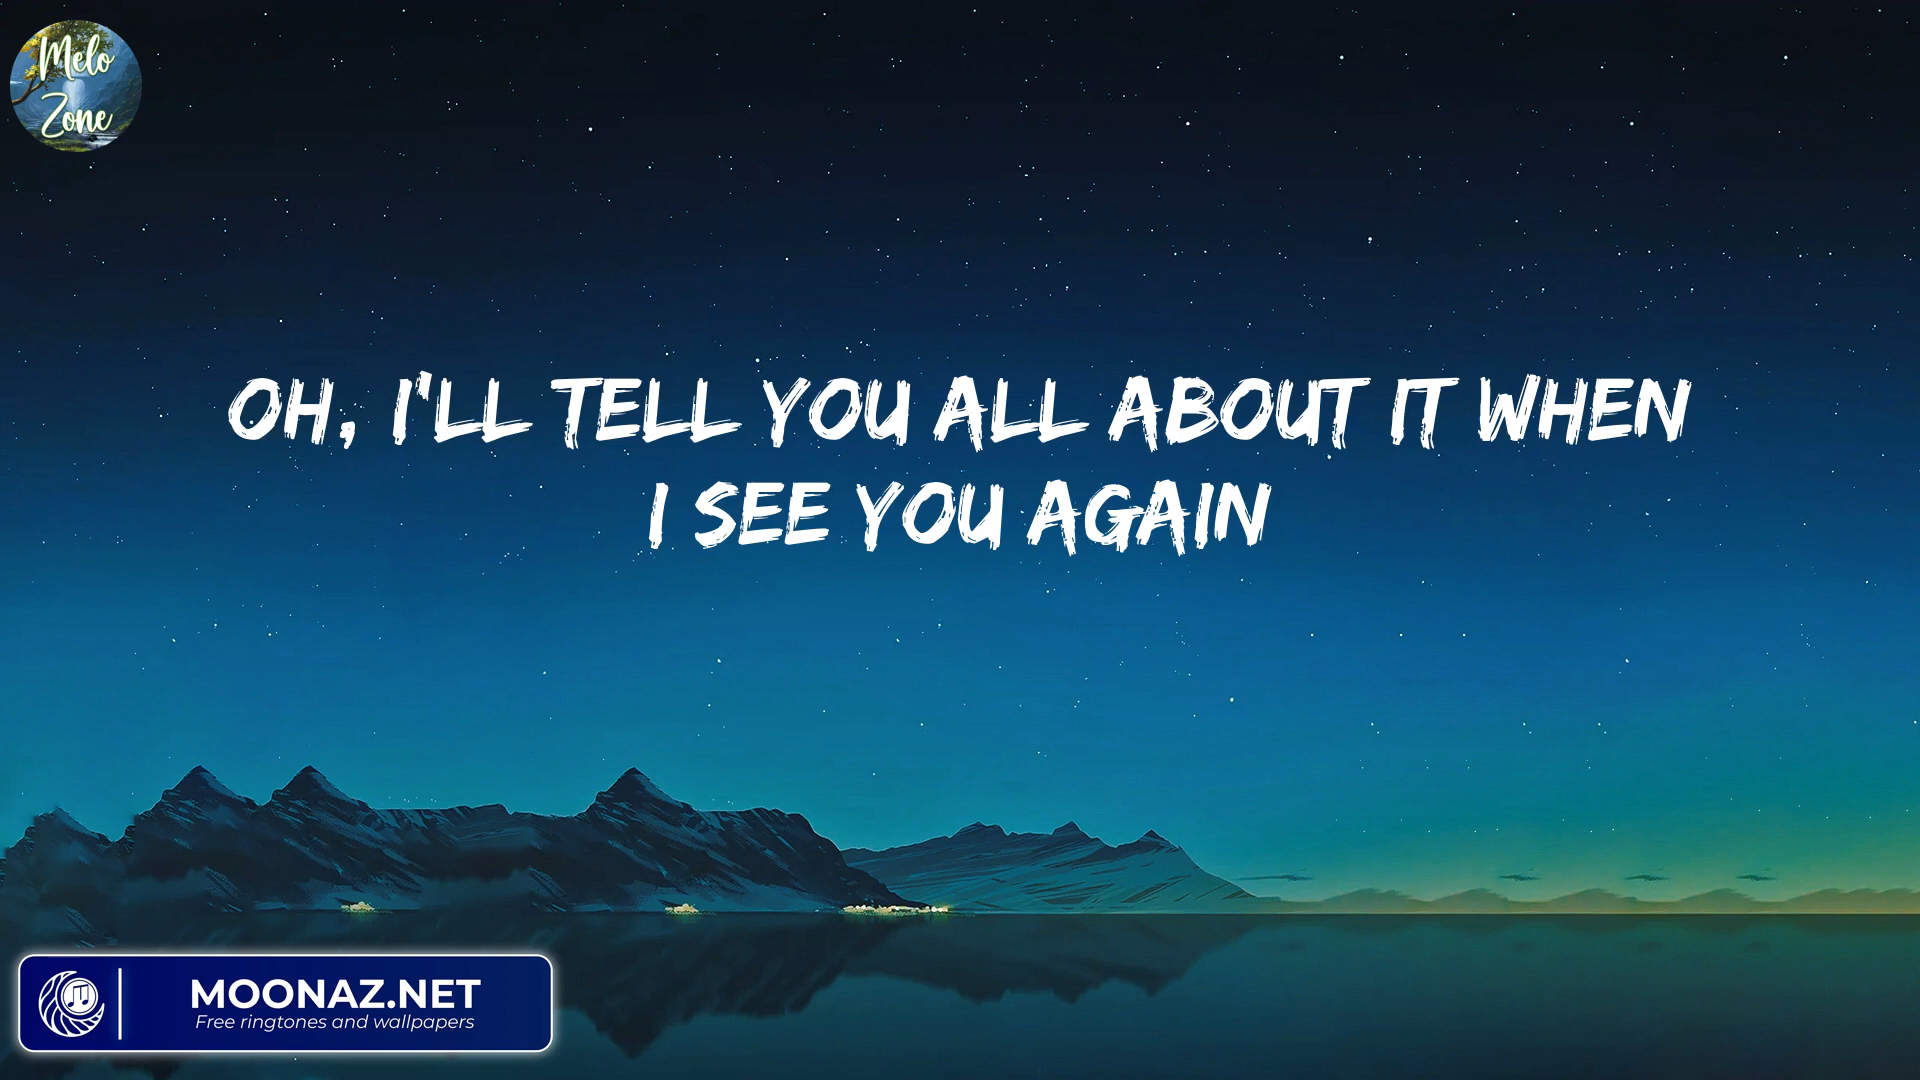 Melo
Zone
OH, I'LL TELL YOU ALL ABOUT IT WHEN
I SEE YOU AGAIN
MOONAZ.NET
Free ringtones and wallpapers